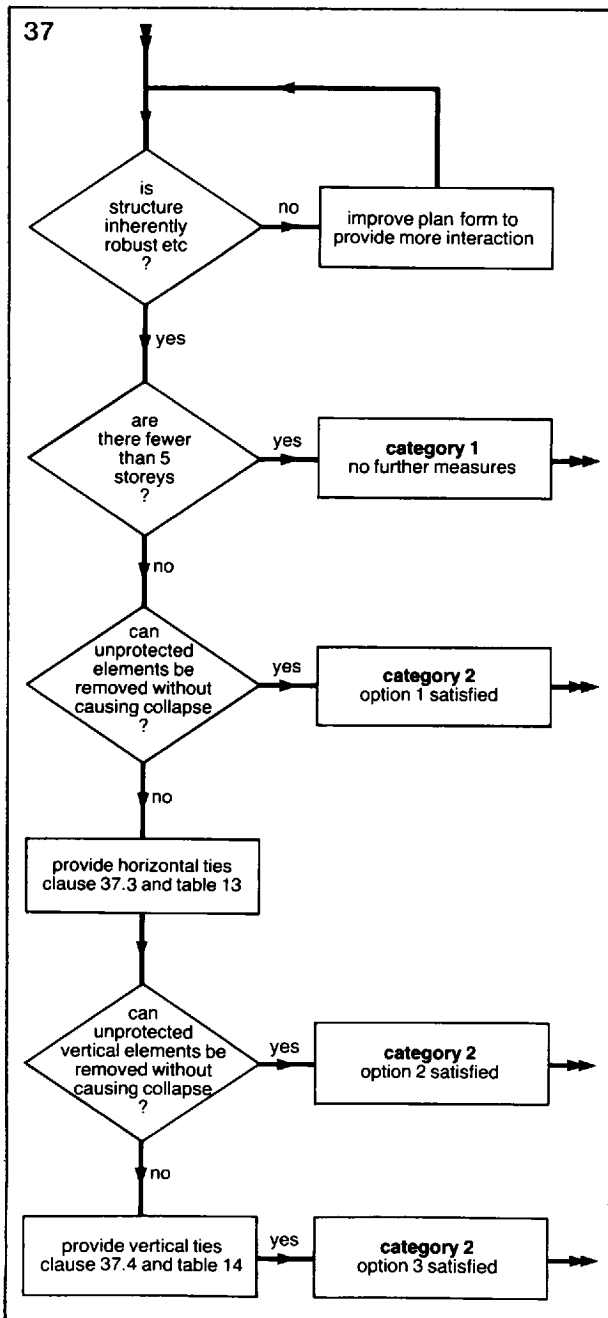 37
is
structure
inherently
robust etc
?
no
improve plan form to
provide more interaction
yes
are
there fewer
than 5
storeys
?
yes
category 1
no further measures
no
can
unprotected
elements be
removed without
causing collapse
?
yes
category 2
option 1 satisfied
no
provide horizontal ties
clause 37.3 and table 13
can
unprotected
vertical elements be
removed without
causing collapse
?
yes
category 2
option 2 satisfied
no
provide vertical ties
clause 37.4 and table 14
yes
category 2
option 3 satisfied